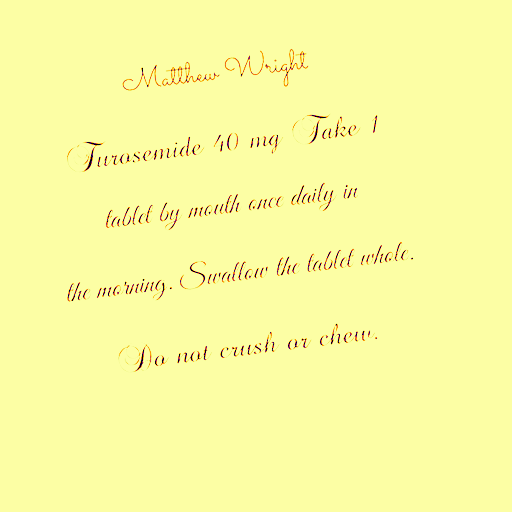 Matthew Wright
Furosemide 40 mg Take 1
tablet by mouth once daily in
the morning. Swallow the tablet whole.
Do not crush or chew.